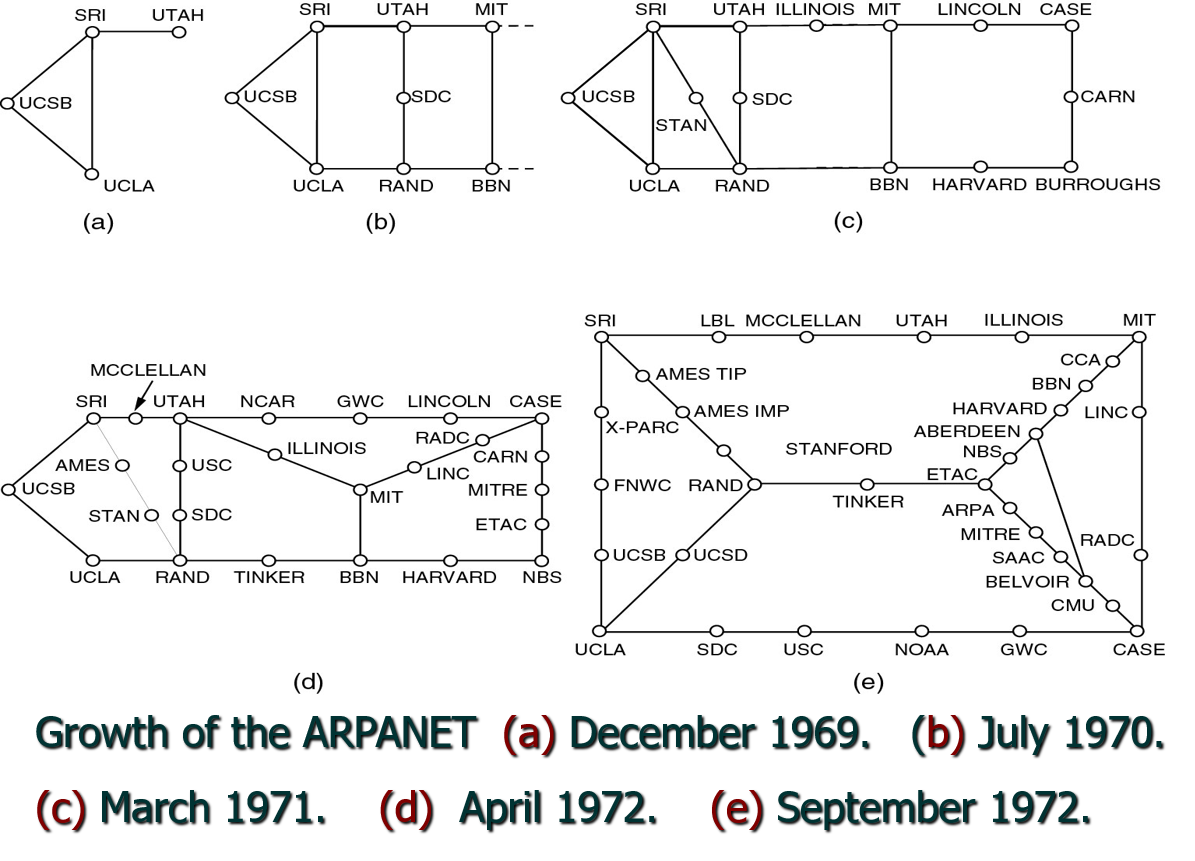 SRI UTAH
UCSB
UCLA
(a)
SRI UTAH MIT
UCSB SDC
UCLA RAND BBN
(b)
SRI UTAH ILLINOIS MIT LINCOLN CASE
UCSB SDC CARN
STAN
UCLA RAND BBN HARVARD BURROUGHS
(c)
MCCLELLAN
SRI UTAH NCAR GWC LINCOLN CASE
RADC
ILLINOIS
CARN
AMES USC
LINC
UCSB MIT MITRE
STAN SDC
ETAC
UCLA RAND TINKER BBN HARVARD NBS
(d)
SRI LBL MCCLELLAN UTAH ILLINOIS MIT
CCA
AMES TIP
BBN
AMES IMP HARVARD LINC
X-PARC ABERDEEN
STANFORD NBS
ETAC
FNWC RAND
TINKER
ARPA
MITRE
RADC
UCSB UCSD SAAC
BELVOIR
CMU
UCLA SDC USC NOAA GWC CASE
(e)
Growth of the ARPANET (a) December 1969. (b) July 1970.
(c) March 1971. (d) April 1972. (e) September 1972.